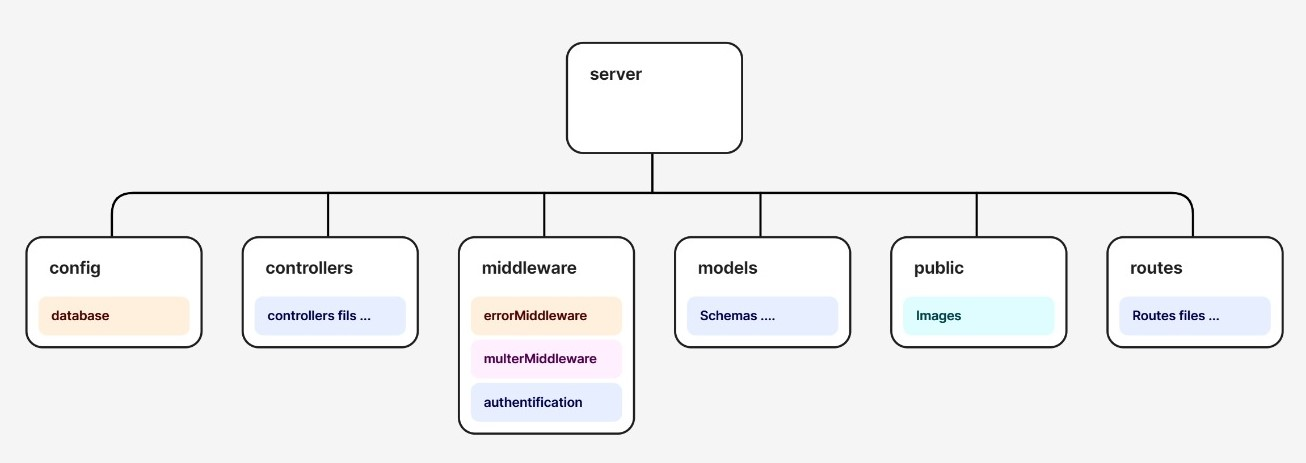 server
config
database
controllers
controllers fils ...
middleware
errorMiddleware
multerMiddleware
authentification
models
Schemas ....
public
Images
routes
Routes files ...